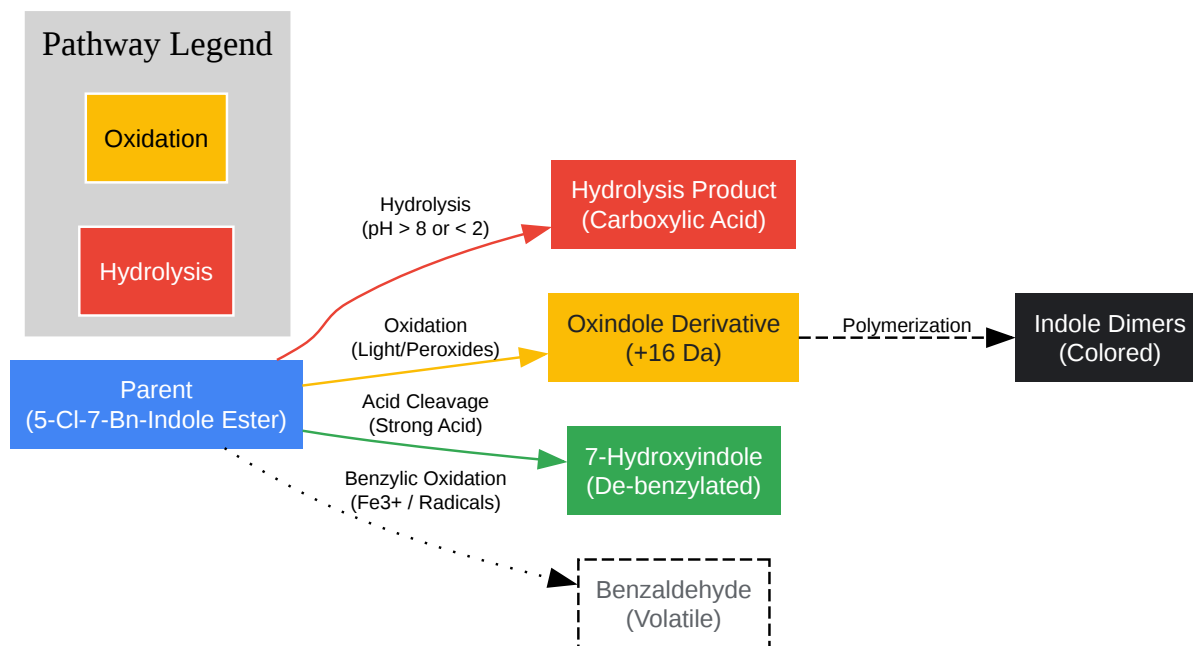 Pathway Legend
Oxidation
Hydrolysis
Parent
(5-Cl-7-Bn-Indole Ester)
Hydrolysis
(pH > 8 or < 2)
Hydrolysis Product
(Carboxylic Acid)
Oxidation
(Light/Peroxides)
Oxindole Derivative
(+16 Da)
Polymerization
Indole Dimers
(Colored)
Acid Cleavage
(Strong Acid)
7-Hydroxyindole
(De-benzylated)
Benzylic Oxidation
(Fe3+ / Radicals)
Benzaldehyde
(Volatile)